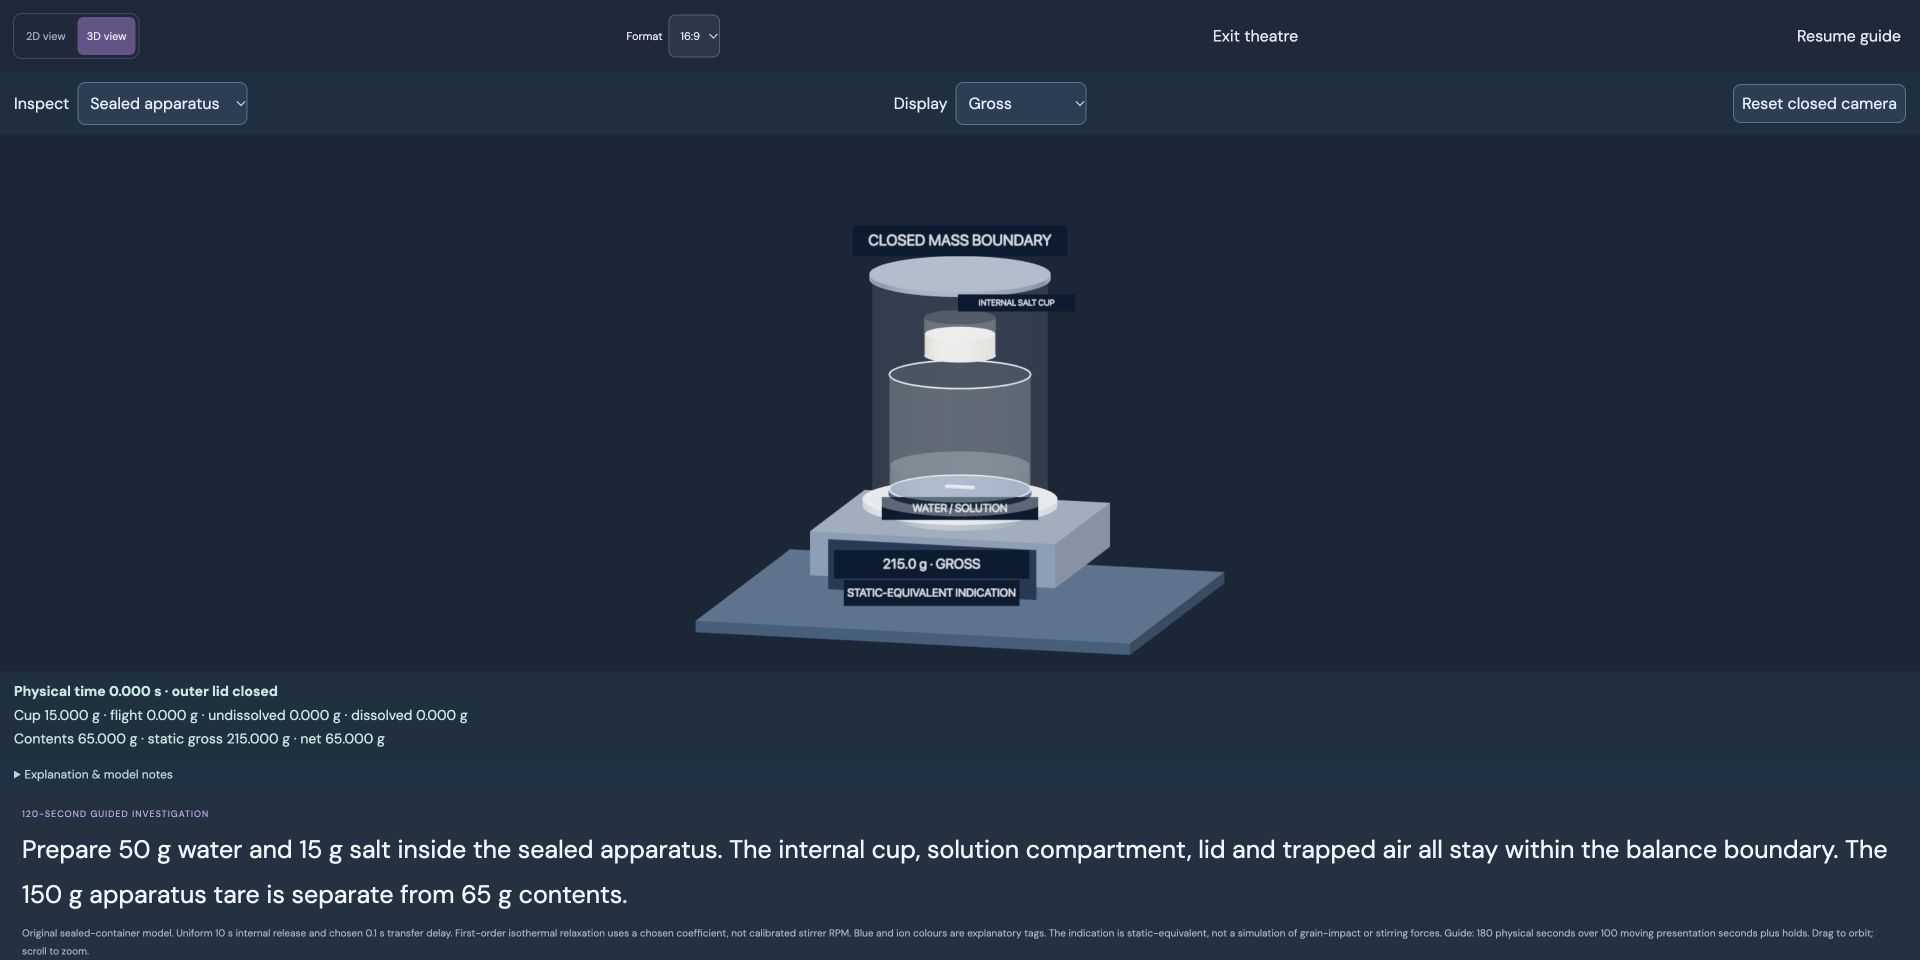 2D view 3D view Format 16:9 Exit theatre Resume guide
Inspect Sealed apparatus Display Gross Reset closed camera
CLOSED MASS BOUNDARY
INTERNAL SALT CUP
WATER / SOLUTION
215.0 g · GROSS
STATIC-EQUIVALENT INDICATION
Physical time 0.000 s · outer lid closed
Cup 15.000 g · flight 0.000 g · undissolved 0.000 g · dissolved 0.000 g
Contents 65.000 g · static gross 215.000 g · net 65.000 g
Explanation & model notes
120-SECOND GUIDED INVESTIGATION
Prepare 50 g water and 15 g salt inside the sealed apparatus. The internal cup, solution compartment, lid and trapped air all stay within the balance boundary. The
150 g apparatus tare is separate from 65 g contents.
Original sealed-container model. Uniform 10 s internal release and chosen 0.1 s transfer delay. First-order isothermal relaxation uses a chosen coefficient, not calibrated stirrer RPM. Blue and ion colours are explanatory tags. The indication is static-equivalent, not a simulation of grain-impact or stirring forces. Guide: 180 physical seconds over 100 moving presentation seconds plus holds. Drag to orbit;
scroll to zoom.